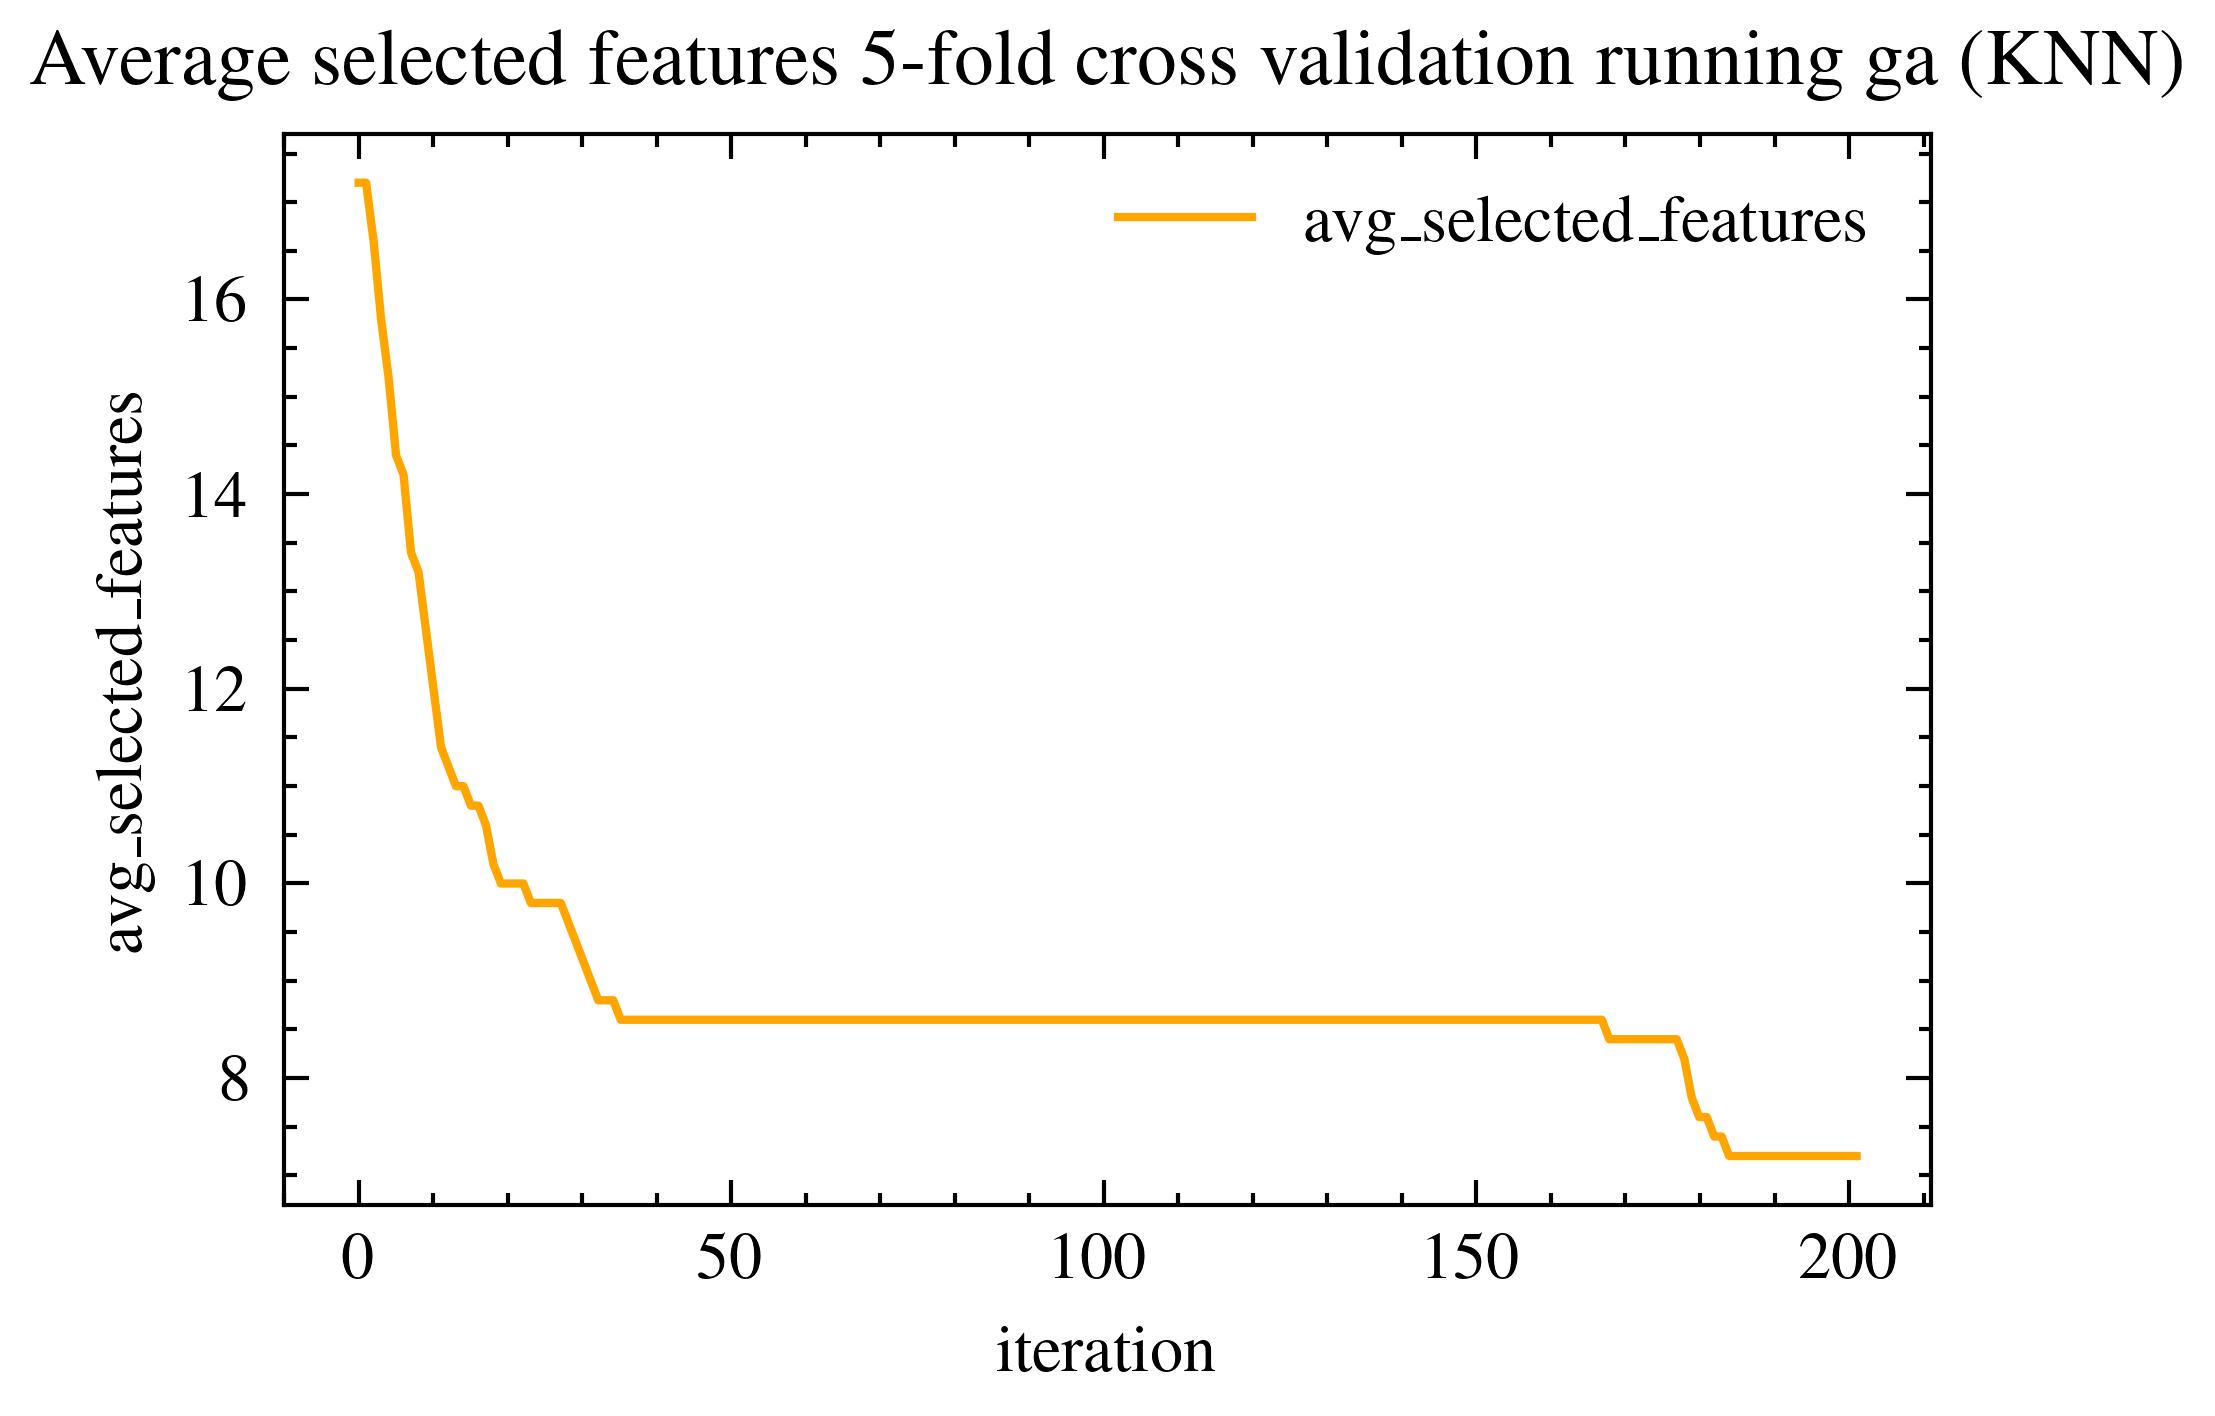 Average selected features 5-fold cross validation running ga (KNN)
avg_selected_features
avg_selected_features
16
14
12
10
8
0 50 100 150 200
iteration